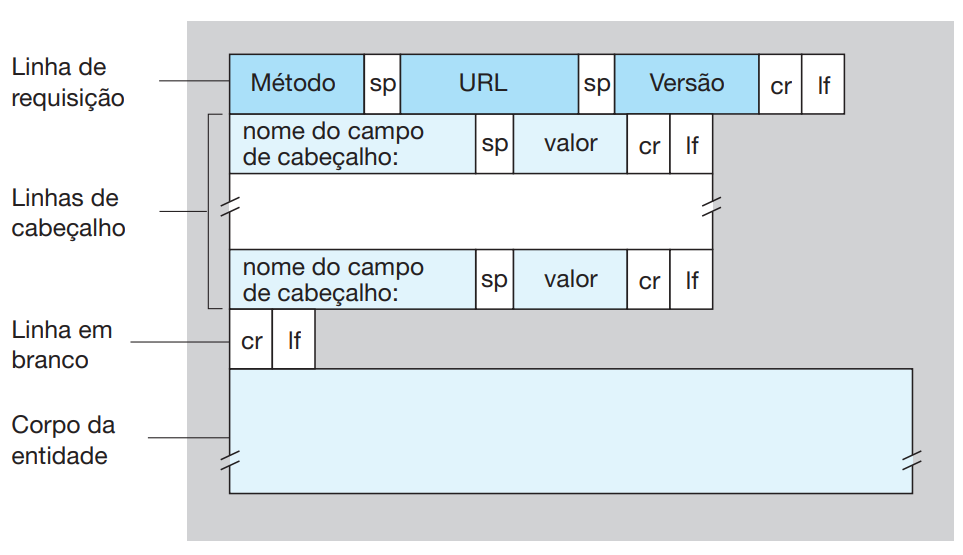 Linha de
requisição
Método sp URL sp Versão cr lf
nome do campo
de cabeçalho: sp valor cr lf
Linhas de
cabeçalho
nome do campo
de cabeçalho: sp valor cr lf
Linha em
branco
cr lf
Corpo da
entidade